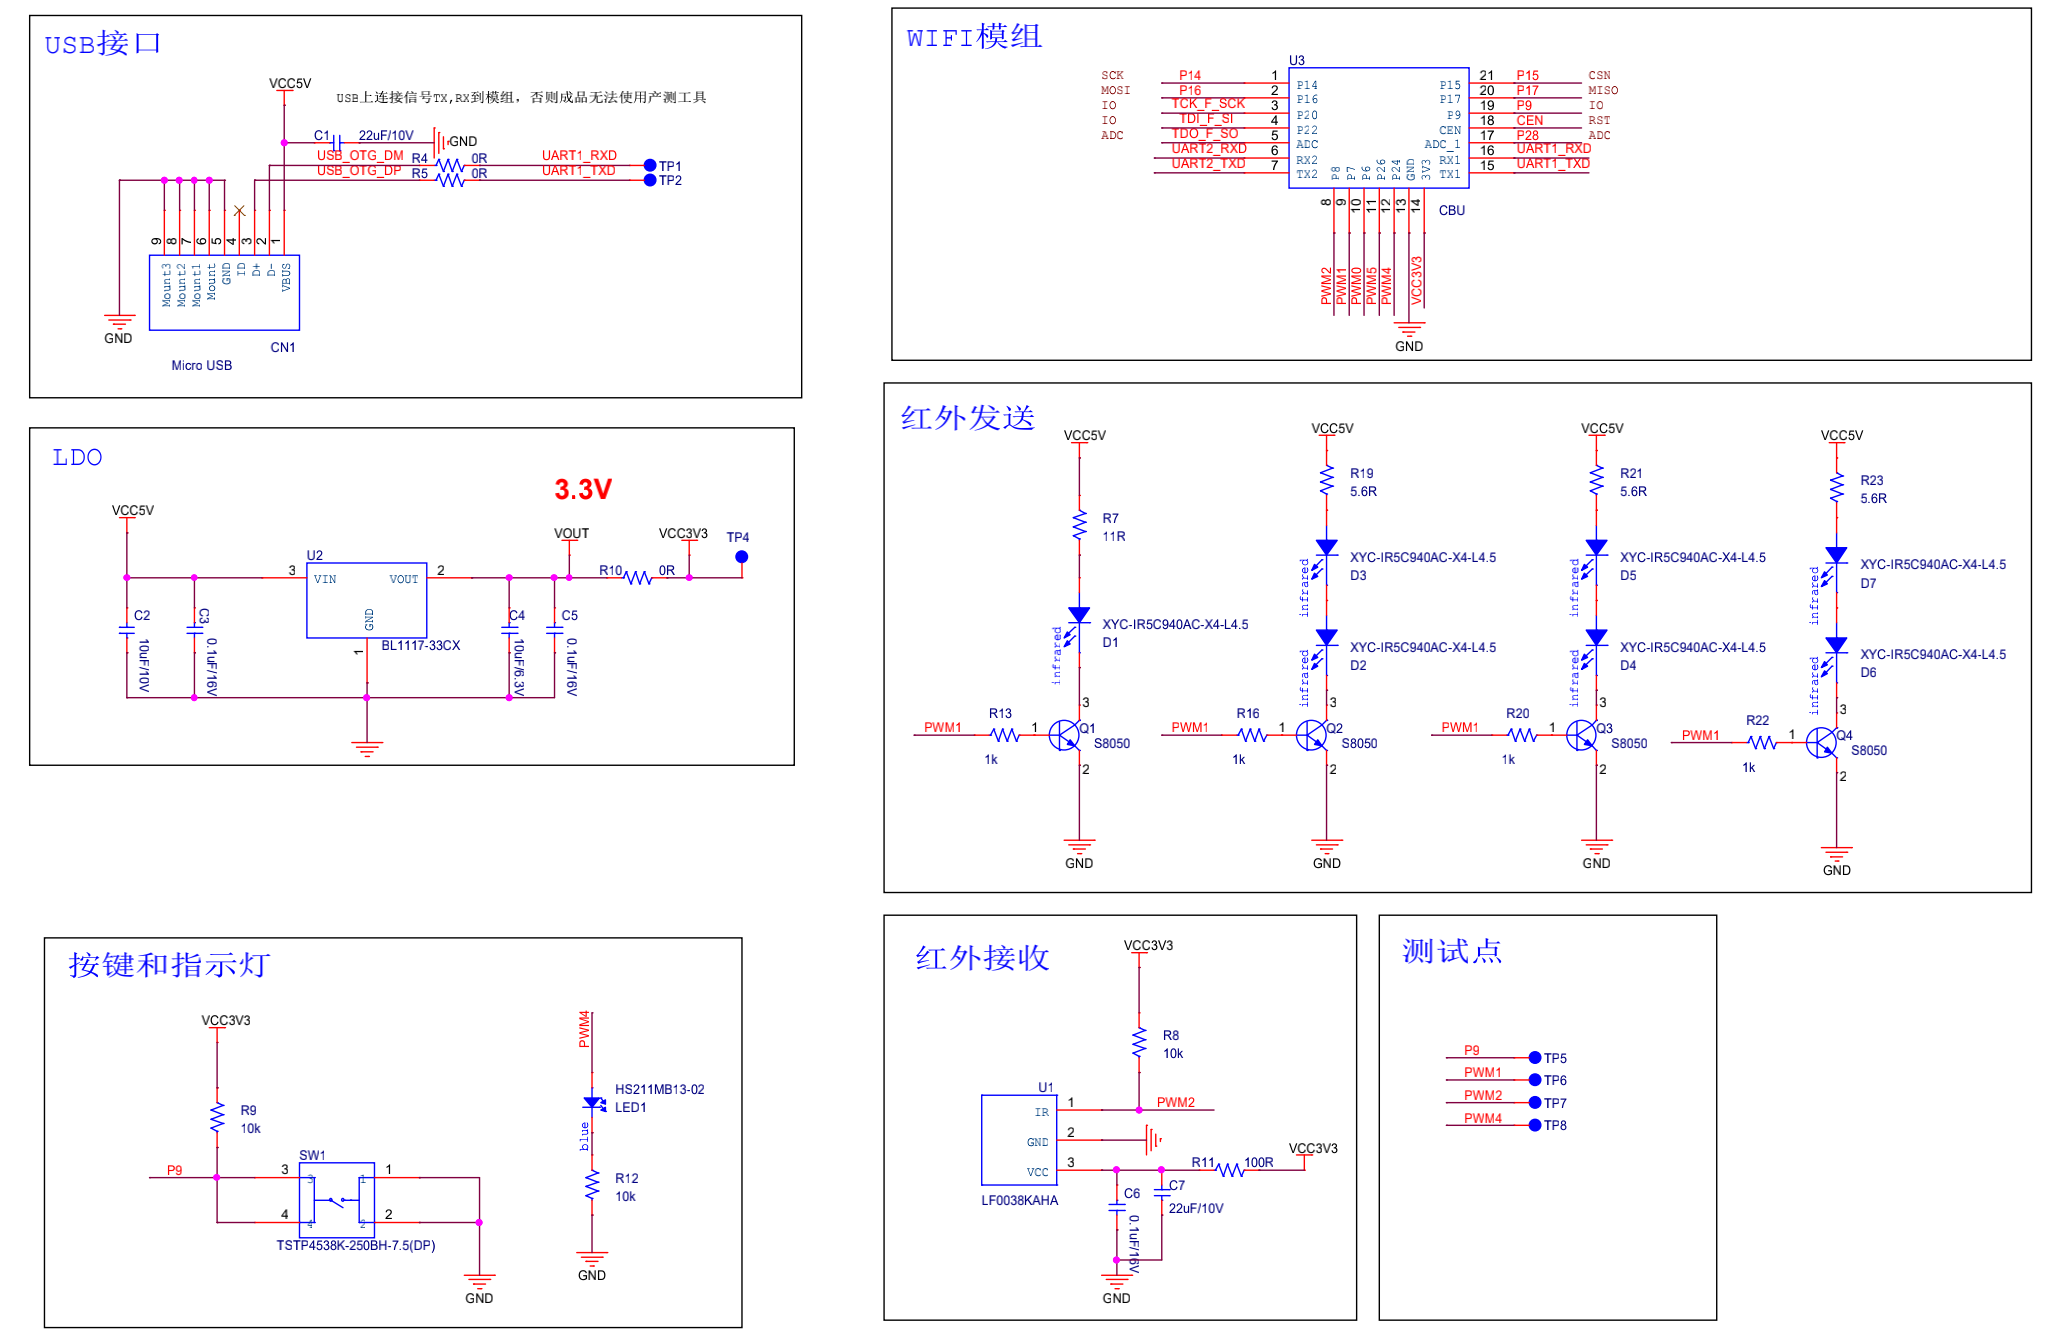 USB接口
VCC5V
USB上连接信号TX,RX到模组, 否则成品无法使用产测工具
C1 22uF/10V GND
USB_OTG_DM R4 0R UART1_RXD TP1
USB_OTG_DP R5 0R UART1_TXD TP2
9 8 7 6 5 4 3 2 1
Mount3 Mount2 Mount1 Mount GND ID D+ D- VBUS
GND
CN1
Micro USB
WIFI模组
U3
SCK P14 1 P14 P15 21 P15 CSN
MOSI P16 2 P16 P17 20 P17 MISO
IO TCK_F_SCK 3 P20 P9 19 P9 IO
IO TDI_F_SI 4 P22 CEN 18 CEN RST
ADC TDO_F_SO 5 ADC ADC_1 17 P28 ADC
UART2_RXD 6 RX2 RX1 16 UART1_RXD
UART2_TXD 7 TX2 TX1 15 UART1_TXD
P8 P7 P6 P26 P24 GND 3V3
8 9 10 11 12 13 14
CBU
PWM2 PWM1 PWM0 PWM5 PWM4 VCC3V3
GND
LDO
3.3V
VCC5V VOUT VCC3V3 TP4
U2
3 VIN VOUT 2 R10 0R
GND
1
BL1117-33CX
C2 10uF/10V
C3 0.1uF/16V
C4 10uF/6.3V
C5 0.1uF/16V
红外发送
VCC5V VCC5V VCC5V VCC5V
R7 11R
R19 5.6R
R21 5.6R
R23 5.6R
infrared XYC-IR5C940AC-X4-L4.5 D3
infrared XYC-IR5C940AC-X4-L4.5 D5
infrared XYC-IR5C940AC-X4-L4.5 D7
infrared XYC-IR5C940AC-X4-L4.5 D1
infrared XYC-IR5C940AC-X4-L4.5 D2
infrared XYC-IR5C940AC-X4-L4.5 D4
infrared XYC-IR5C940AC-X4-L4.5 D6
PWM1 R13 1k 1 3 Q1 S8050 2
PWM1 R16 1k 1 3 Q2 S8050 2
PWM1 R20 1k 1 3 Q3 S8050 2
PWM1 R22 1k 1 3 Q4 S8050 2
GND GND GND GND
按键和指示灯
VCC3V3
R9
10k
P9
SW1
3 3 1 1
4 4 2 2
TSTP4538K-250BH-7.5(DP)
GND
PWM4
HS211MB13-02
LED1
blue
R12
10k
GND
红外接收
VCC3V3
R8
10k
U1
IR 1 PWM2
GND 2
VCC 3 R11 100R VCC3V3
LF0038KAHA
C6 0.1uF/16V
C7
22uF/10V
GND
测试点
P9 TP5
PWM1 TP6
PWM2 TP7
PWM4 TP8